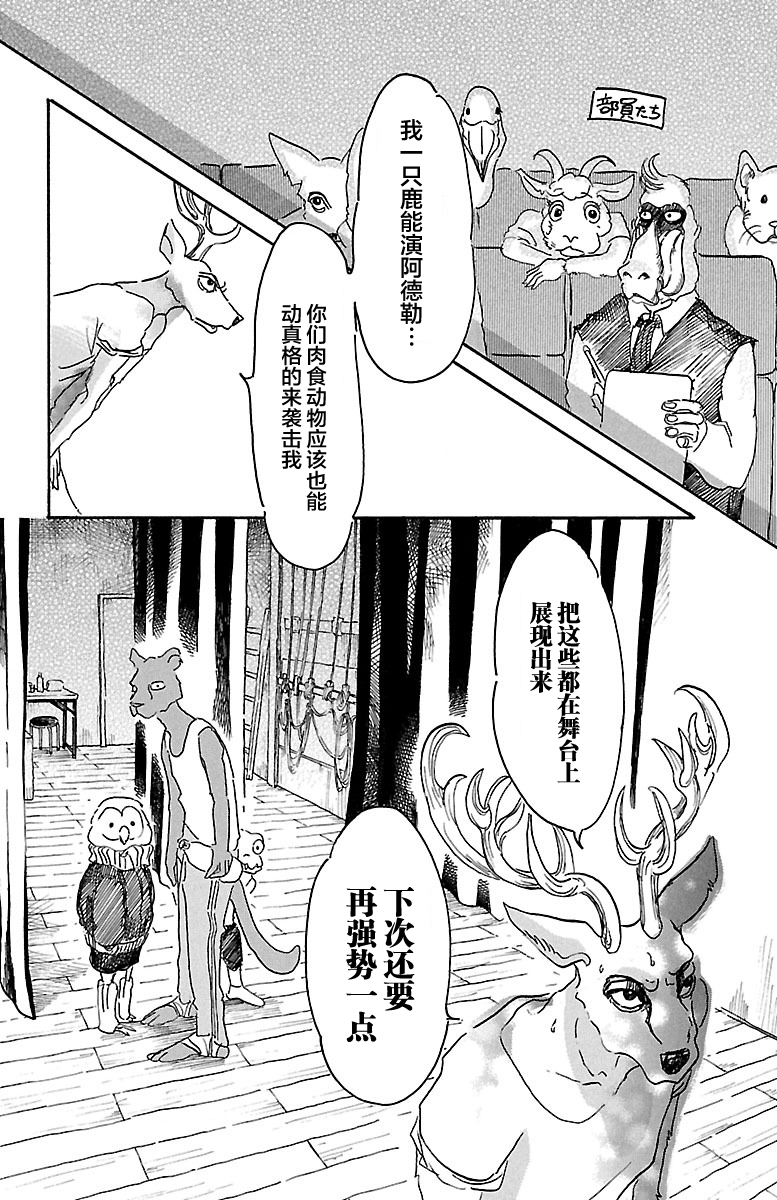 部員たち
我一只鹿能演阿德勒…
你们肉食动物应该也能
动真格的来袭击我
把这些都在舞台上
展现出来
下次还要
再强势一点